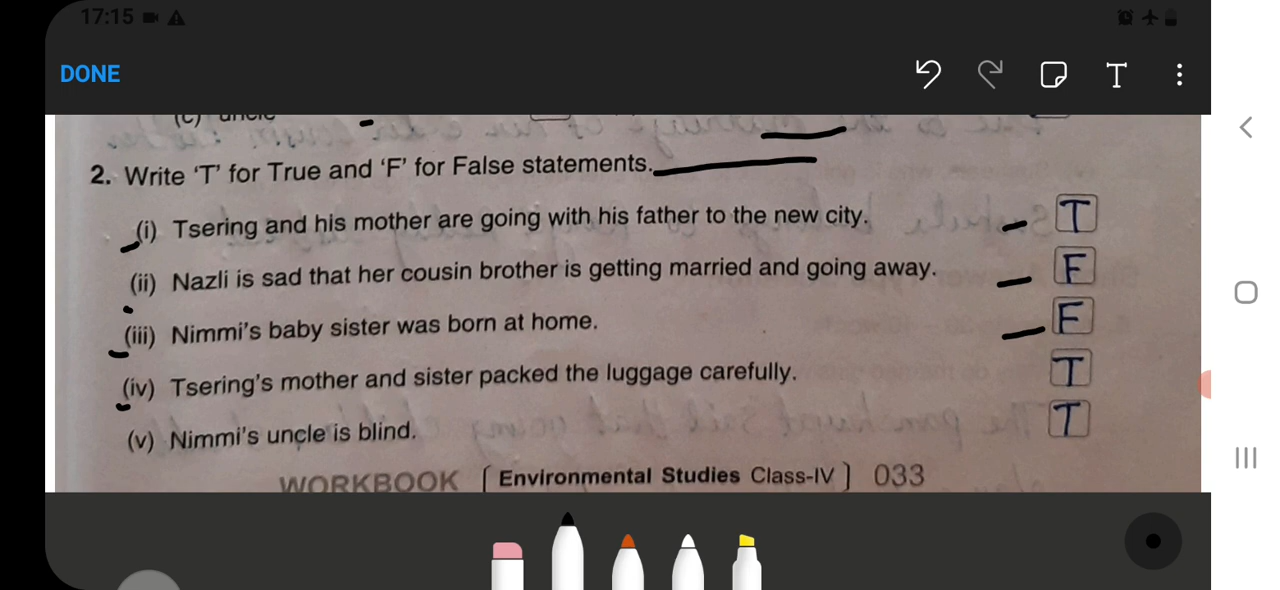 17:15
DONE
T
(c) uncle
2. Write 'T' for True and 'F' for False statements.
(i) Tsering and his mother are going with his father to the new city. T
(ii) Nazli is sad that her cousin brother is getting married and going away. F
(iii) Nimmi's baby sister was born at home. F
(iv) Tsering's mother and sister packed the luggage carefully. T
(v) Nimmi's uncle is blind. T
WORKBOOK [ Environmental Studies Class-IV ] 033